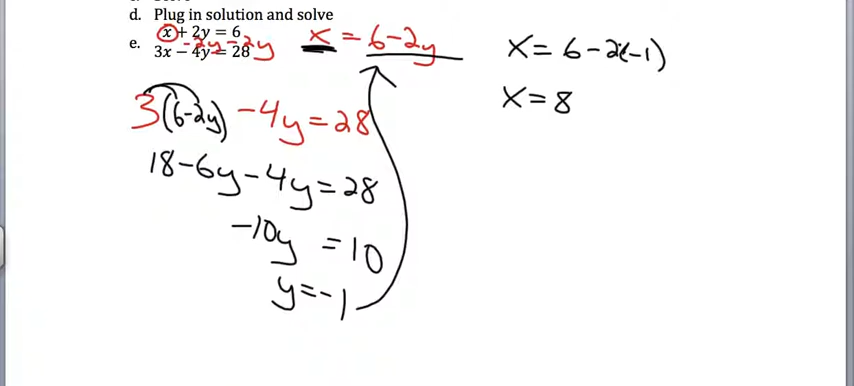 d. Plug in solution and solve
e. x + 2y = 6
-2y -2y
3x − 4y = 28
x = 6-2y
3(6-2y) -4y=28
18-6y-4y=28
-10y =10
y=-1
x= 6-2(-1)
x=8